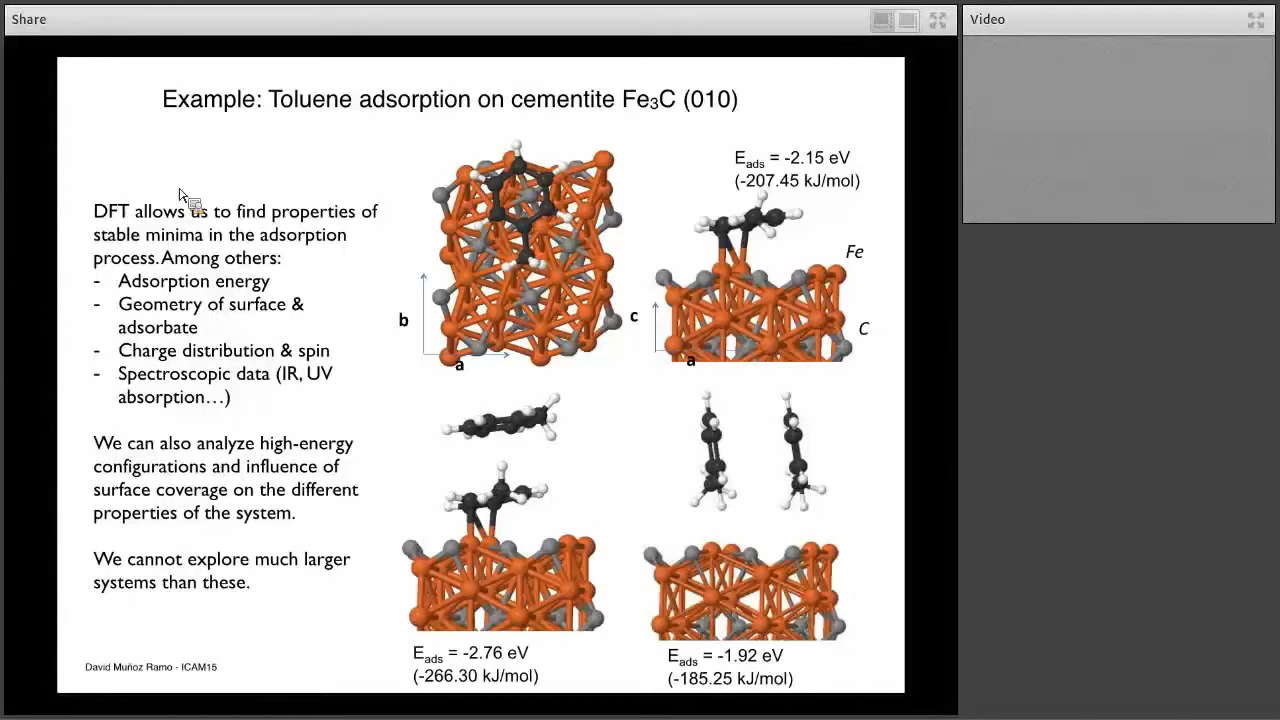 Share
Video
Example: Toluene adsorption on cementite Fe₃C (010)
DFT allows us to find properties of
stable minima in the adsorption
process. Among others:
- Adsorption energy
- Geometry of surface &
adsorbate
- Charge distribution & spin
- Spectroscopic data (IR, UV
absorption…)
We can also analyze high-energy
configurations and influence of
surface coverage on the different
properties of the system.
We cannot explore much larger
systems than these.
David Muñoz Ramo - ICAM15
b
a
Eads = -2.15 eV
(-207.45 kJ/mol)
Fe
c
C
a
Eads = -2.76 eV
(-266.30 kJ/mol)
Eads = -1.92 eV
(-185.25 kJ/mol)